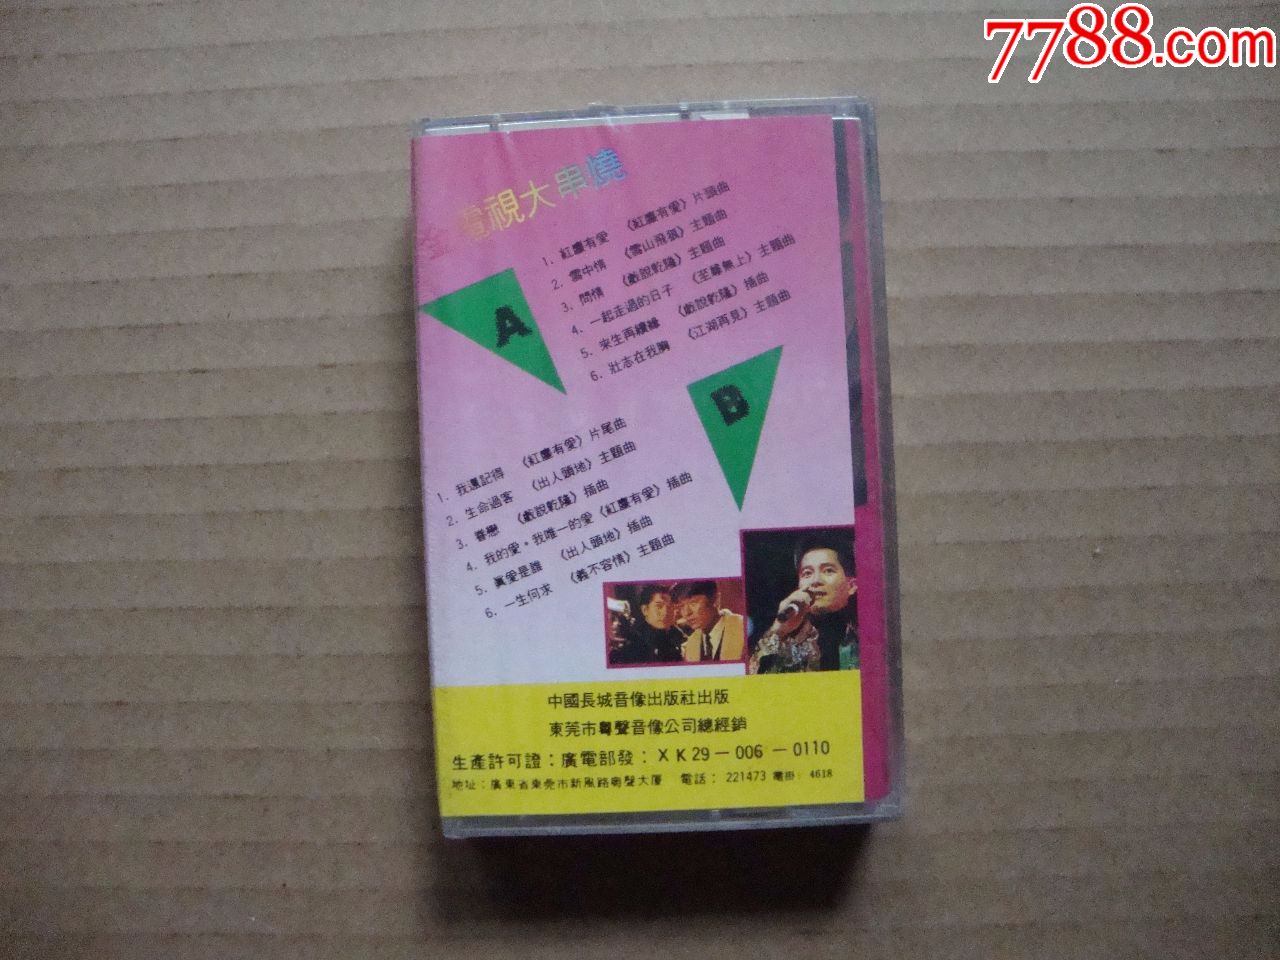 7788.com
電視大串燒
A
1. 紅塵有愛 《紅塵有愛》片頭曲
2. 雪中情 《雪山飛狐》主題曲
3. 問情 《戲說乾隆》主題曲
4. 一起走過的日子 《至尊無上》主題曲
5. 來生再續緣 《戲說乾隆》插曲
6. 壯志在我胸 《江湖再見》主題曲
B
1. 我還記得 《紅塵有愛》片尾曲
2. 生命過客 《出人頭地》主題曲
3. 眷戀 《戲說乾隆》插曲
4. 我的愛·我唯一的愛《紅塵有愛》插曲
5. 眞愛是誰 《出人頭地》插曲
6. 一生何求 《義不容情》主題曲
中國長城音像出版社出版
東莞市粵聲音像公司總經銷
生產許可證：廣電部發：XK29－006－0110
地址：廣東省東莞市新風路粵聲大厦 電話：221473 電掛：4618